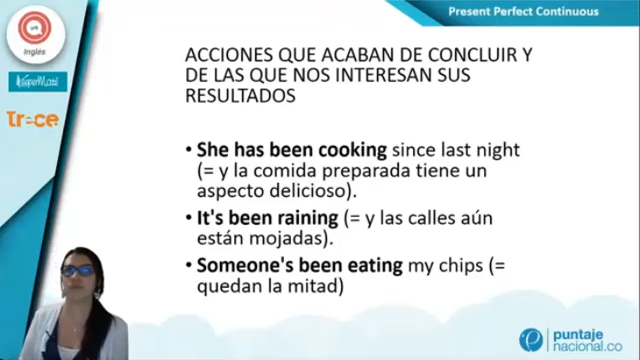 Present Perfect Continuous
Inglés
ACCIONES QUE ACABAN DE CONCLUIR Y
DE LAS QUE NOS INTERESAN SUS
RESULTADOS
• She has been cooking since last night
(= y la comida preparada tiene un
aspecto delicioso).
• It's been raining (= y las calles aún
están mojadas).
• Someone's been eating my chips (=
quedan la mitad)
puntaje
nacional.co